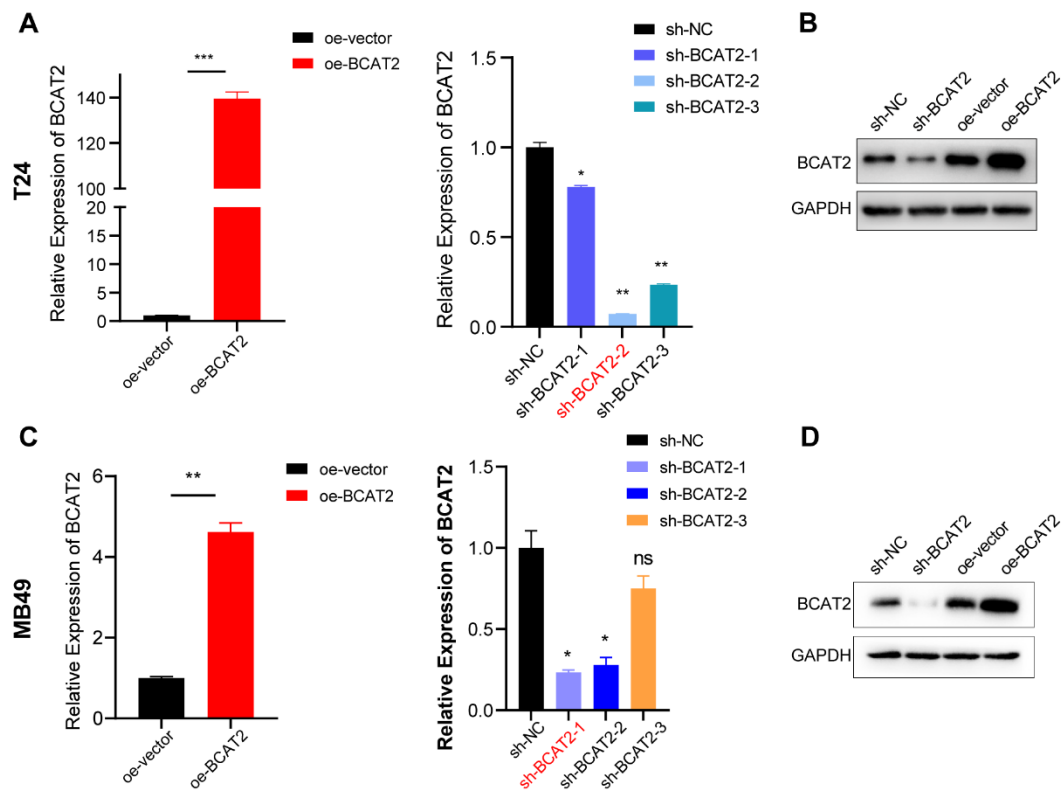 A
T24
Relative Expression of BCAT2
140
120
100
20
15
10
5
0
***
oe-vector
oe-BCAT2
oe-vector
oe-BCAT2
Relative Expression of BCAT2
1.0
0.5
0.0
*
**
**
sh-NC
sh-BCAT2-1
sh-BCAT2-2
sh-BCAT2-3
sh-NC
sh-BCAT2-1
sh-BCAT2-2
sh-BCAT2-3
B
sh-NC
sh-BCAT2
oe-vector
oe-BCAT2
BCAT2
GAPDH
C
MB49
Relative Expression of BCAT2
6
4
2
0
**
oe-vector
oe-BCAT2
oe-vector
oe-BCAT2
Relative Expression of BCAT2
1.5
1.0
0.5
0.0
*
*
ns
sh-NC
sh-BCAT2-1
sh-BCAT2-2
sh-BCAT2-3
sh-NC
sh-BCAT2-1
sh-BCAT2-2
sh-BCAT2-3
D
sh-NC
sh-BCAT2
oe-vector
oe-BCAT2
BCAT2
GAPDH